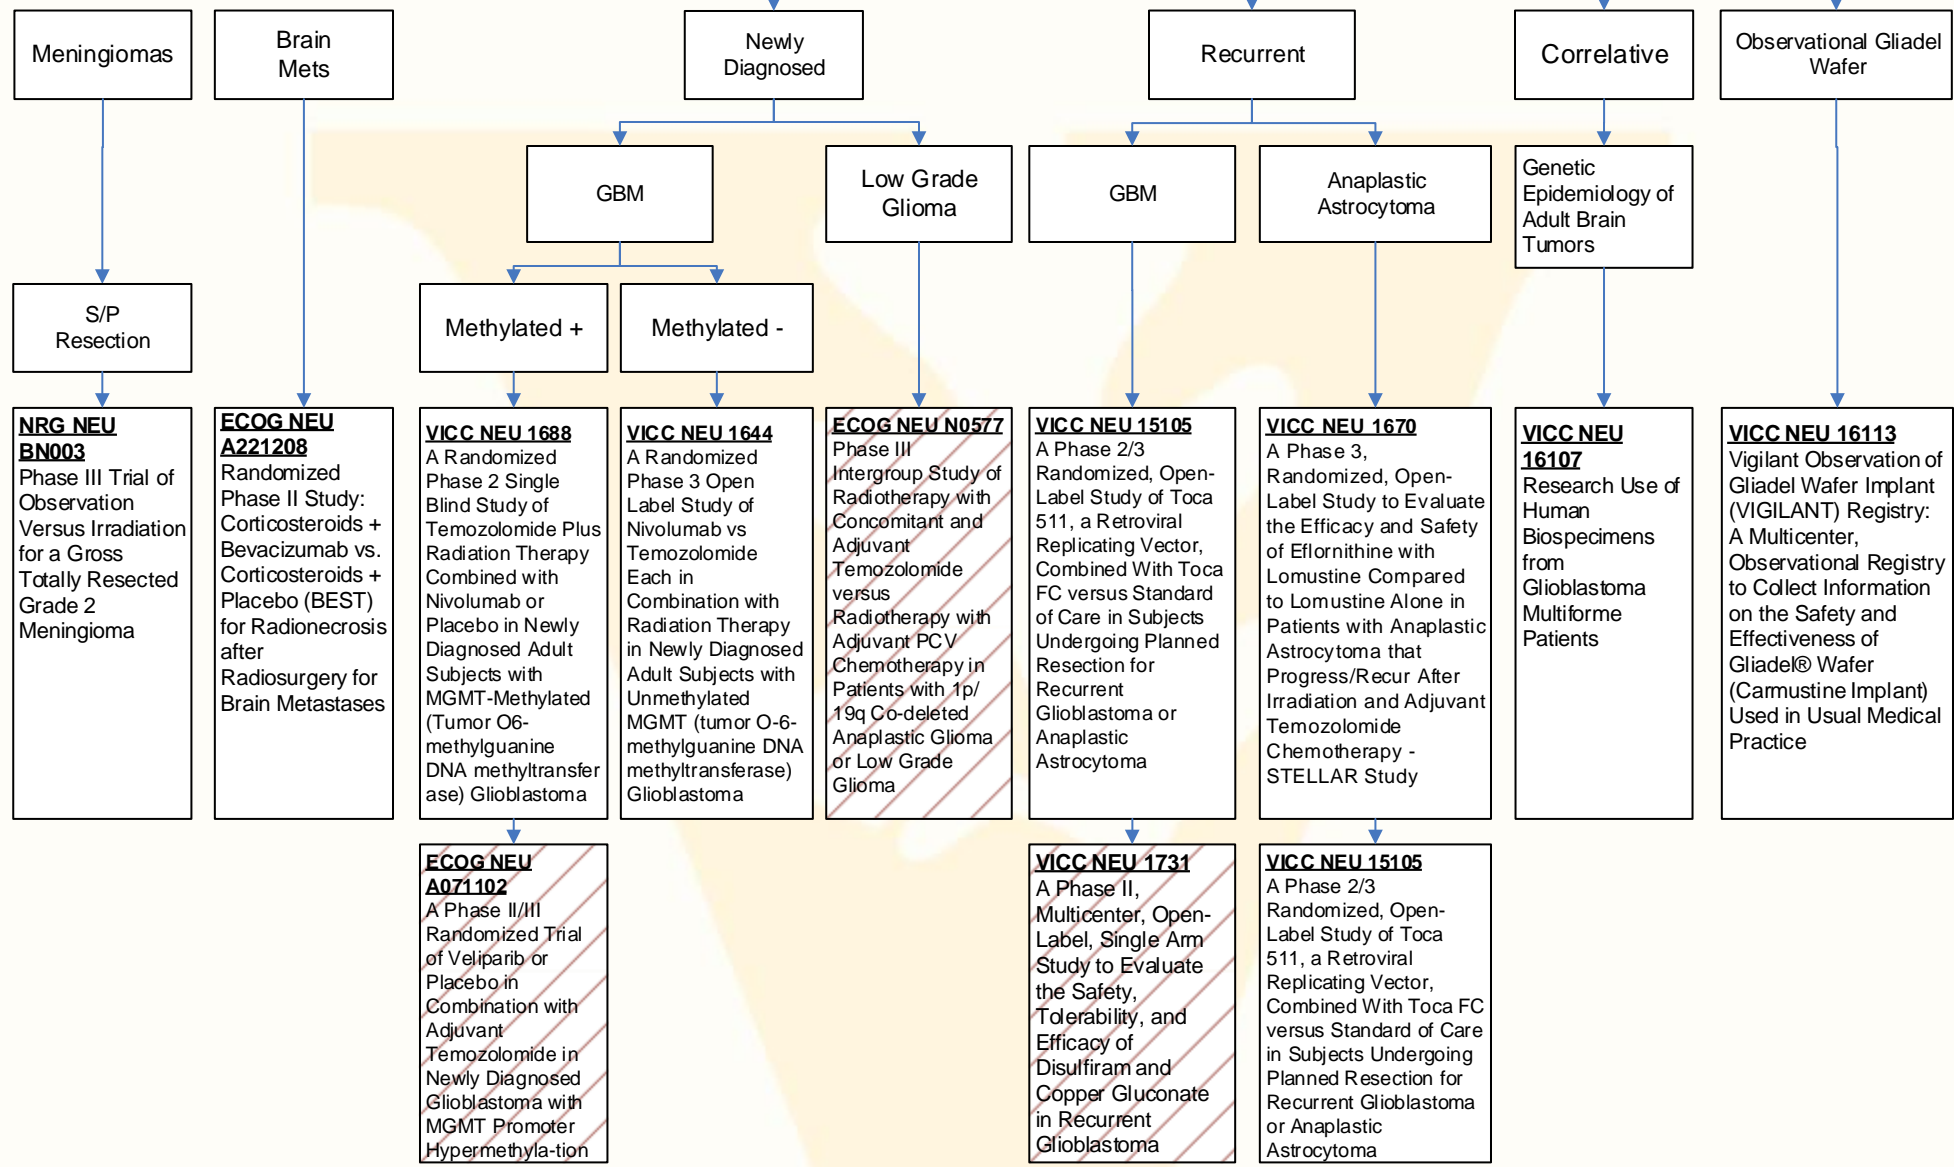 Meningiomas
Brain
Mets
Newly
Diagnosed
Recurrent
Correlative
Observational Gliadel
Wafer
GBM
Low Grade
Glioma
GBM
Anaplastic
Astrocytoma
Genetic
Epidemiology of
Adult Brain
Tumors
S/P
Resection
Methylated +
Methylated -
NRG NEU
BN003
Phase III Trial of
Observation
Versus Irradiation
for a Gross
Totally Resected
Grade 2
Meningioma
ECOG NEU
A221208
Randomized
Phase II Study:
Corticosteroids +
Bevacizumab vs.
Corticosteroids +
Placebo (BEST)
for Radionecrosis
after
Radiosurgery for
Brain Metastases
VICC NEU 1688
A Randomized
Phase 2 Single
Blind Study of
Temozolomide Plus
Radiation Therapy
Combined with
Nivolumab or
Placebo in Newly
Diagnosed Adult
Subjects with
MGMT-Methylated
(Tumor O6-
methylguanine
DNA methyltransfer
ase) Glioblastoma
VICC NEU 1644
A Randomized
Phase 3 Open
Label Study of
Nivolumab vs
Temozolomide
Each in
Combination with
Radiation Therapy
in Newly Diagnosed
Adult Subjects with
Unmethylated
MGMT (tumor O-6-
methylguanine DNA
methyltransferase)
Glioblastoma
ECOG NEU N0577
Phase III
Intergroup Study of
Radiotherapy with
Concomitant and
Adjuvant
Temozolomide
versus
Radiotherapy with
Adjuvant PCV
Chemotherapy in
Patients with 1p/
19q Co-deleted
Anaplastic Glioma
or Low Grade
Glioma
VICC NEU 15105
A Phase 2/3
Randomized, Open-
Label Study of Toca
511, a Retroviral
Replicating Vector,
Combined With Toca
FC versus Standard
of Care in Subjects
Undergoing Planned
Resection for
Recurrent
Glioblastoma or
Anaplastic
Astrocytoma
VICC NEU 1670
A Phase 3,
Randomized, Open-
Label Study to Evaluate
the Efficacy and Safety
of Eflornithine with
Lomustine Compared
to Lomustine Alone in
Patients with Anaplastic
Astrocytoma that
Progress/Recur After
Irradiation and Adjuvant
Temozolomide
Chemotherapy -
STELLAR Study
VICC NEU
16107
Research Use of
Human
Biospecimens
from
Glioblastoma
Multiforme
Patients
VICC NEU 16113
Vigilant Observation of
Gliadel Wafer Implant
(VIGILANT) Registry:
A Multicenter,
Observational Registry
to Collect Information
on the Safety and
Effectiveness of
Gliadel® Wafer
(Carmustine Implant)
Used in Usual Medical
Practice
ECOG NEU
A071102
A Phase II/III
Randomized Trial
of Veliparib or
Placebo in
Combination with
Adjuvant
Temozolomide in
Newly Diagnosed
Glioblastoma with
MGMT Promoter
Hypermethyla-tion
VICC NEU 1731
A Phase II,
Multicenter, Open-
Label, Single Arm
Study to Evaluate
the Safety,
Tolerability, and
Efficacy of
Disulfiram and
Copper Gluconate
in Recurrent
Glioblastoma
VICC NEU 15105
A Phase 2/3
Randomized, Open-
Label Study of Toca
511, a Retroviral
Replicating Vector,
Combined With Toca FC
versus Standard of Care
in Subjects Undergoing
Planned Resection for
Recurrent Glioblastoma
or Anaplastic
Astrocytoma